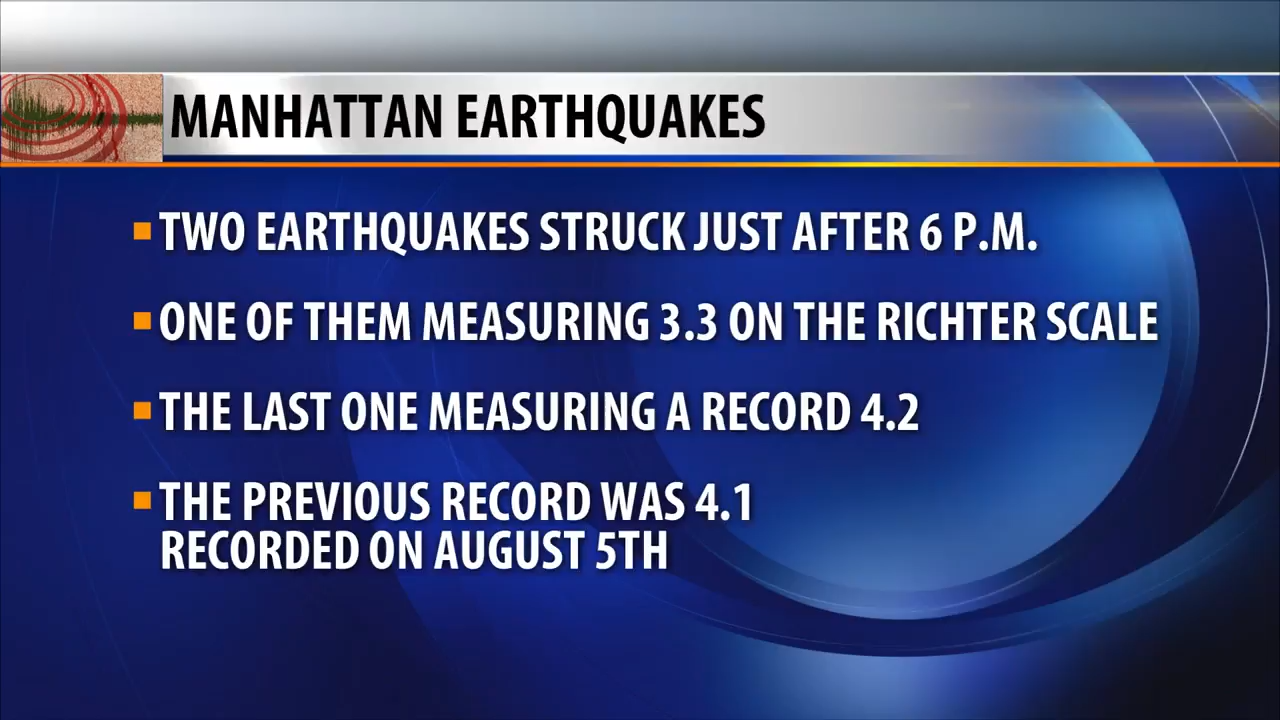 MANHATTAN EARTHQUAKES
TWO EARTHQUAKES STRUCK JUST AFTER 6 P.M.
ONE OF THEM MEASURING 3.3 ON THE RICHTER SCALE
THE LAST ONE MEASURING A RECORD 4.2
THE PREVIOUS RECORD WAS 4.1
RECORDED ON AUGUST 5TH